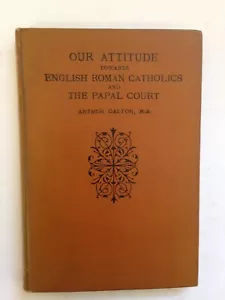 OUR ATTITUDE
TOWARDS
ENGLISH ROMAN CATHOLICS
AND
THE PAPAL COURT
ARTHUR GALTON, M.A.